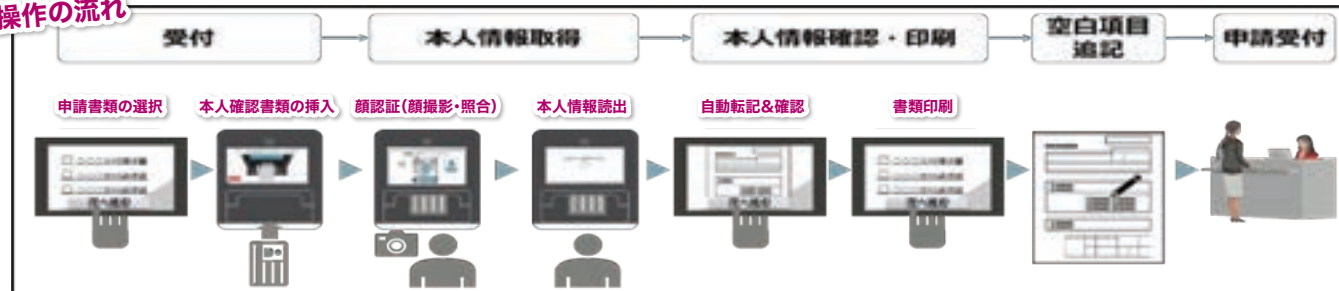 操作の流れ
受付
本人情報取得
本人情報確認・印刷
空白項目
追記
申請受付
申請書類の選択
本人確認書類の挿入
顔認証(顔撮影・照合)
本人情報読出
自動転記&確認
書類印刷